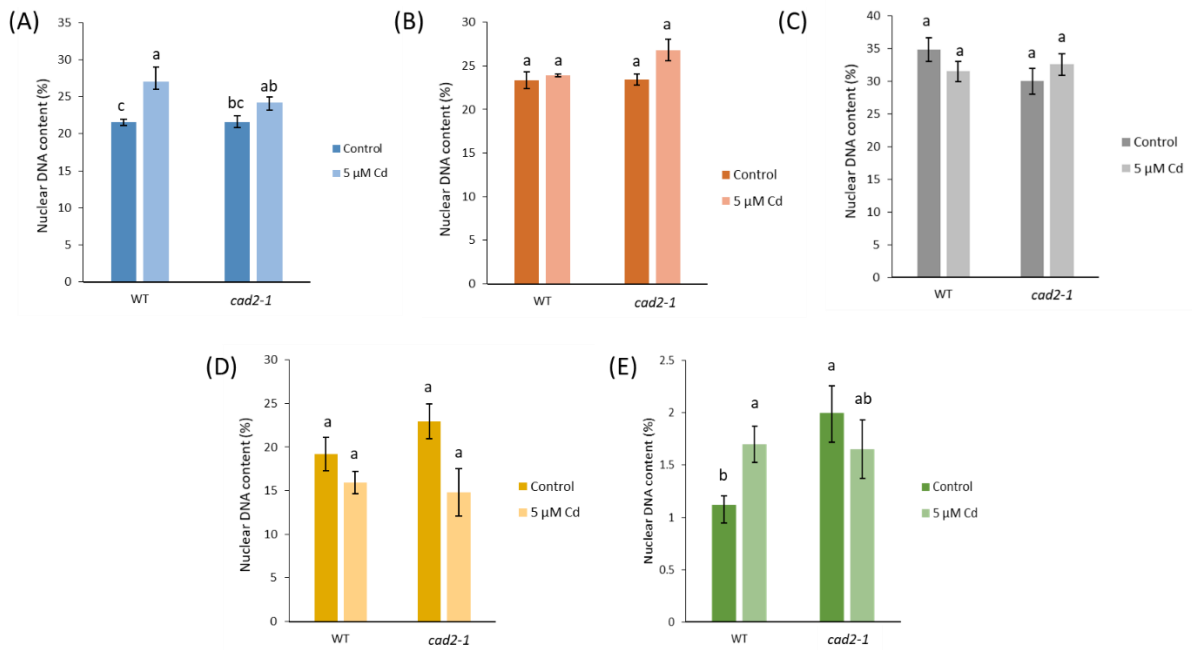 (A)
Nuclear DNA content (%)
35
30
25
20
15
10
5
0
c
a
bc
ab
WT
cad2-1
Control
5 µM Cd
(B)
Nuclear DNA content (%)
30
25
20
15
10
5
0
a
a
a
a
WT
cad2-1
Control
5 µM Cd
(C)
Nuclear DNA content (%)
40
35
30
25
20
15
10
5
0
a
a
a
a
WT
cad2-1
Control
5 µM Cd
(D)
Nuclear DNA content (%)
30
25
20
15
10
5
0
a
a
a
a
WT
cad2-1
Control
5 µM Cd
(E)
Nuclear DNA content (%)
2.5
2
1.5
1
0.5
0
b
a
a
ab
WT
cad2-1
Control
5 µM Cd